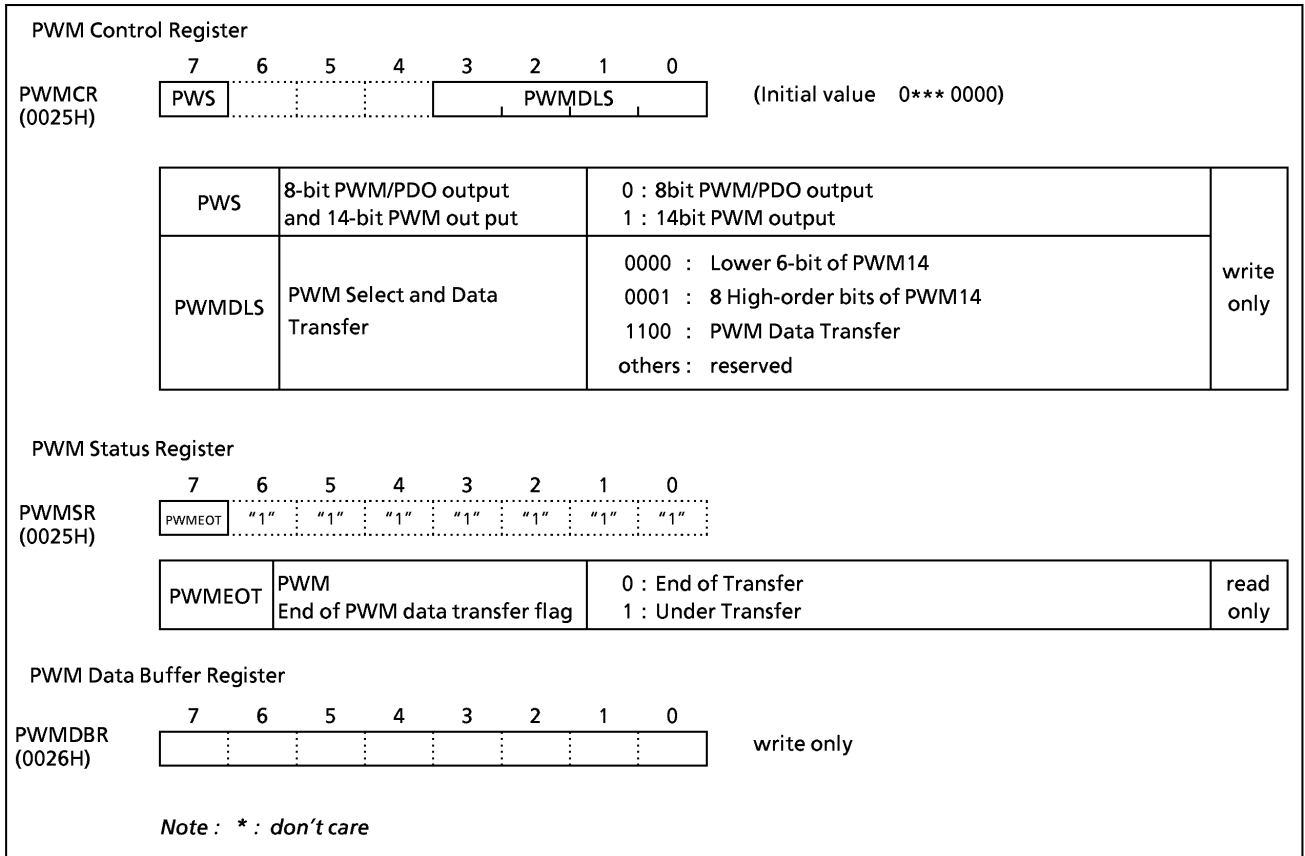 PWM Control Register
7 6 5 4 3 2 1 0
PWMCR
(0025H)
PWS PWMDLS (Initial value 0*** 0000)
PWS
8-bit PWM/PDO output
and 14-bit PWM out put
0 : 8bit PWM/PDO output
1 : 14bit PWM output
PWMDLS
PWM Select and Data
Transfer
0000 : Lower 6-bit of PWM14
0001 : 8 High-order bits of PWM14
1100 : PWM Data Transfer
others : reserved
write
only
PWM Status Register
7 6 5 4 3 2 1 0
PWMSR
(0025H)
PWMEOT "1" "1" "1" "1" "1" "1" "1"
PWMEOT
PWM
End of PWM data transfer flag
0 : End of Transfer
1 : Under Transfer
read
only
PWM Data Buffer Register
7 6 5 4 3 2 1 0
PWMDBR
(0026H)
write only
Note : * : don't care